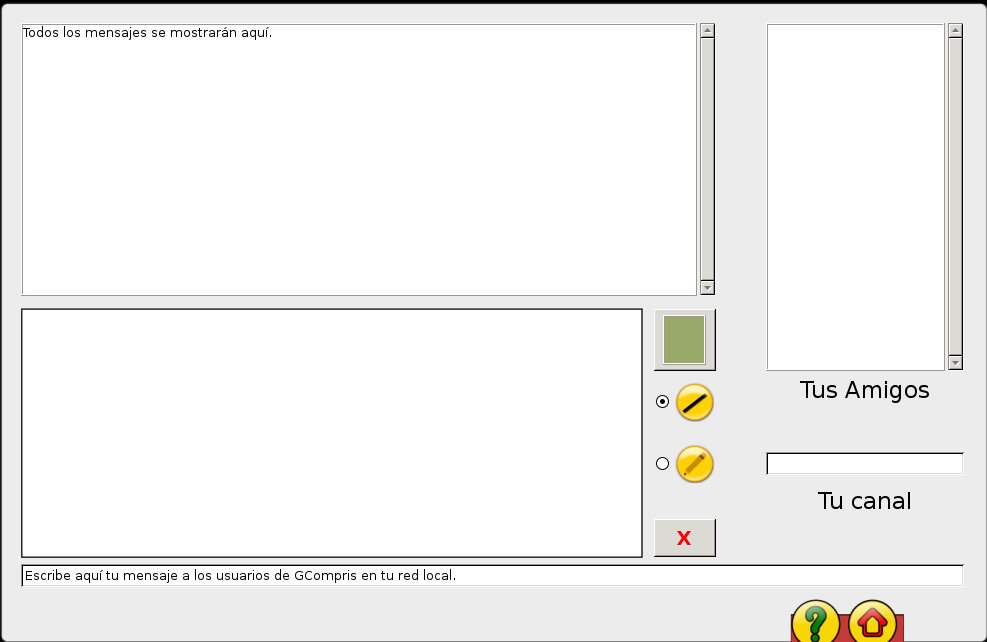 Todos los mensajes se mostrarán aquí.
Tus Amigos
Tu canal
X
Escribe aquí tu mensaje a los usuarios de GCompris en tu red local.
?